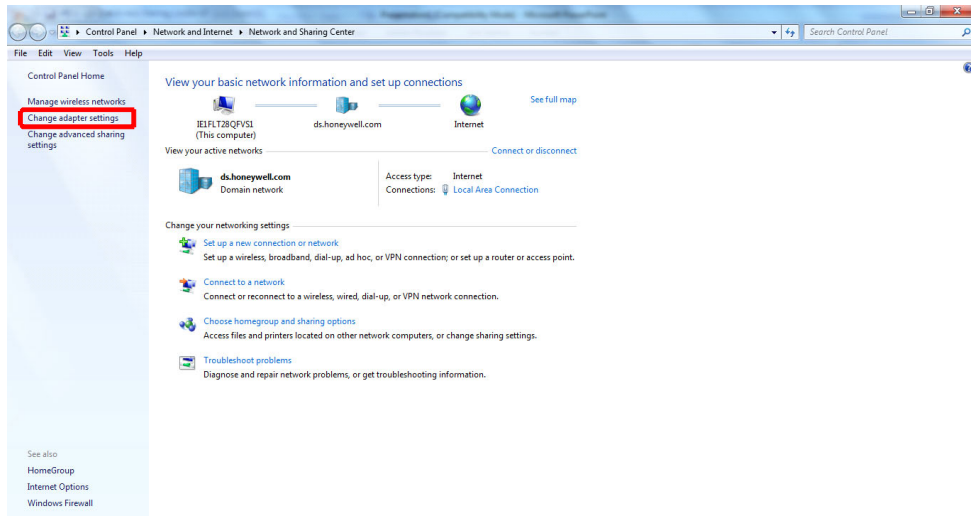 Control Panel ▸ Network and Internet ▸ Network and Sharing Center
Search Control Panel
File Edit View Tools Help
Control Panel Home
Manage wireless networks
Change adapter settings
Change advanced sharing
settings
See also
HomeGroup
Internet Options
Windows Firewall
View your basic network information and set up connections
See full map
IE1FLT28QFVS1
(This computer)
ds.honeywell.com
Internet
View your active networks
Connect or disconnect
ds.honeywell.com
Domain network
Access type: Internet
Connections: Local Area Connection
Change your networking settings
Set up a new connection or network
Set up a wireless, broadband, dial-up, ad hoc, or VPN connection; or set up a router or access point.
Connect to a network
Connect or reconnect to a wireless, wired, dial-up, or VPN network connection.
Choose homegroup and sharing options
Access files and printers located on other network computers, or change sharing settings.
Troubleshoot problems
Diagnose and repair network problems, or get troubleshooting information.